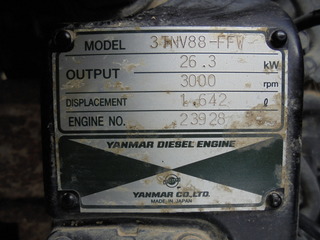 MODEL 3TNV88-FFW
OUTPUT 26.3 kW
3000 rpm
DISPLACEMENT 1.642 ℓ
ENGINE NO. 23928
YANMAR DIESEL ENGINE
YANMAR CO., LTD.
MADE IN JAPAN